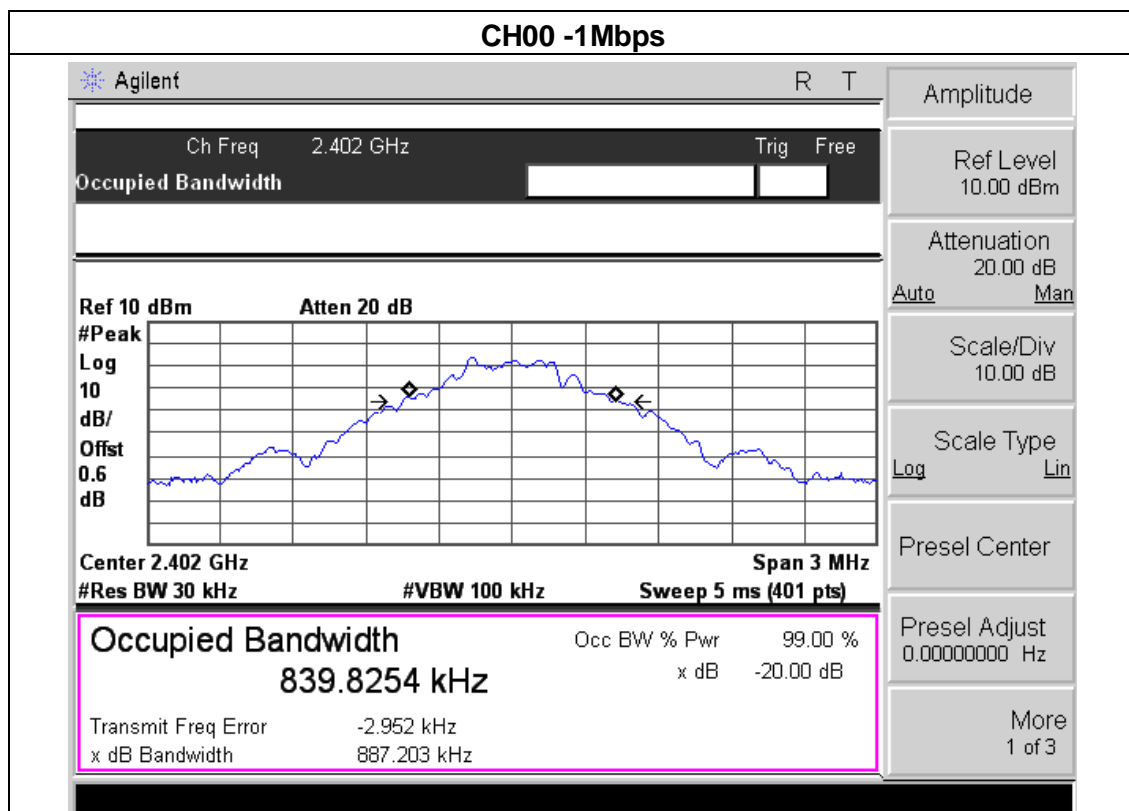 CH00 -1Mbps
Agilent R T
Ch Freq 2.402 GHz Trig Free
Occupied Bandwidth
Ref 10 dBm Atten 20 dB
#Peak
Log
10
dB/
Offst
0.6
dB
Center 2.402 GHz Span 3 MHz
#Res BW 30 kHz #VBW 100 kHz Sweep 5 ms (401 pts)
Occupied Bandwidth
839.8254 kHz
Occ BW % Pwr 99.00 %
x dB -20.00 dB
Transmit Freq Error -2.952 kHz
x dB Bandwidth 887.203 kHz
Amplitude
Ref Level
10.00 dBm
Attenuation
20.00 dB
Auto Man
Scale/Div
10.00 dB
Scale Type
Log Lin
Presel Center
Presel Adjust
0.00000000 Hz
More
1 of 3